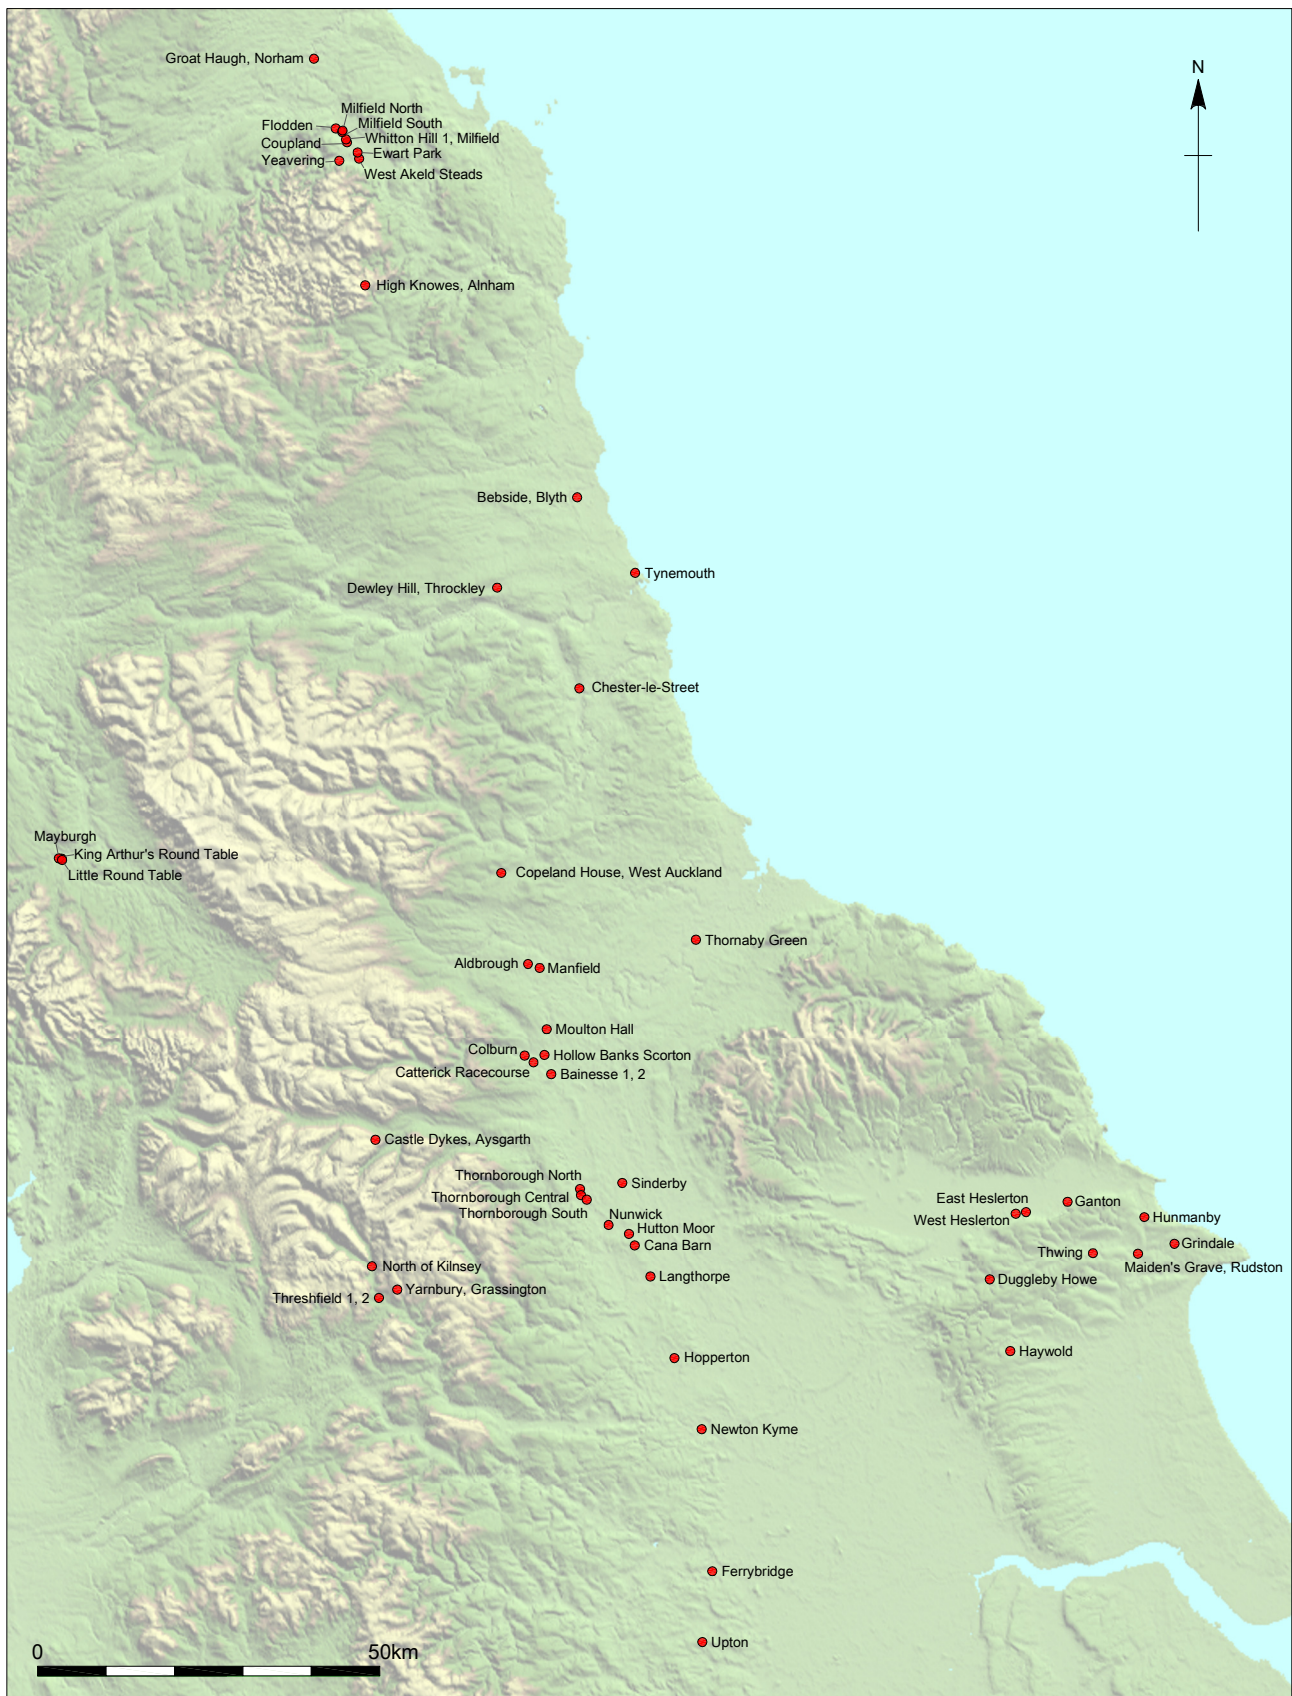 N
Groat Haugh, Norham
Milfield North
Flodden
Milfield South
Whitton Hill 1, Milfield
Coupland
Ewart Park
Yeavering
West Akeld Steads
High Knowes, Alnham
Bebside, Blyth
Tynemouth
Dewley Hill, Throckley
Chester-le-Street
Mayburgh
King Arthur's Round Table
Little Round Table
Copeland House, West Auckland
Thornaby Green
Aldbrough
Manfield
Moulton Hall
Colburn
Hollow Banks Scorton
Catterick Racecourse
Bainesse 1, 2
Castle Dykes, Aysgarth
Thornborough North
Sinderby
Thornborough Central
Thornborough South
Nunwick
Hutton Moor
Cana Barn
East Heslerton
Ganton
West Heslerton
Hunmanby
Grindale
Thwing
Maiden's Grave, Rudston
North of Kilnsey
Langthorpe
Duggleby Howe
Yarnbury, Grassington
Threshfield 1, 2
Haywold
Hopperton
Newton Kyme
Ferrybridge
Upton
0
50km